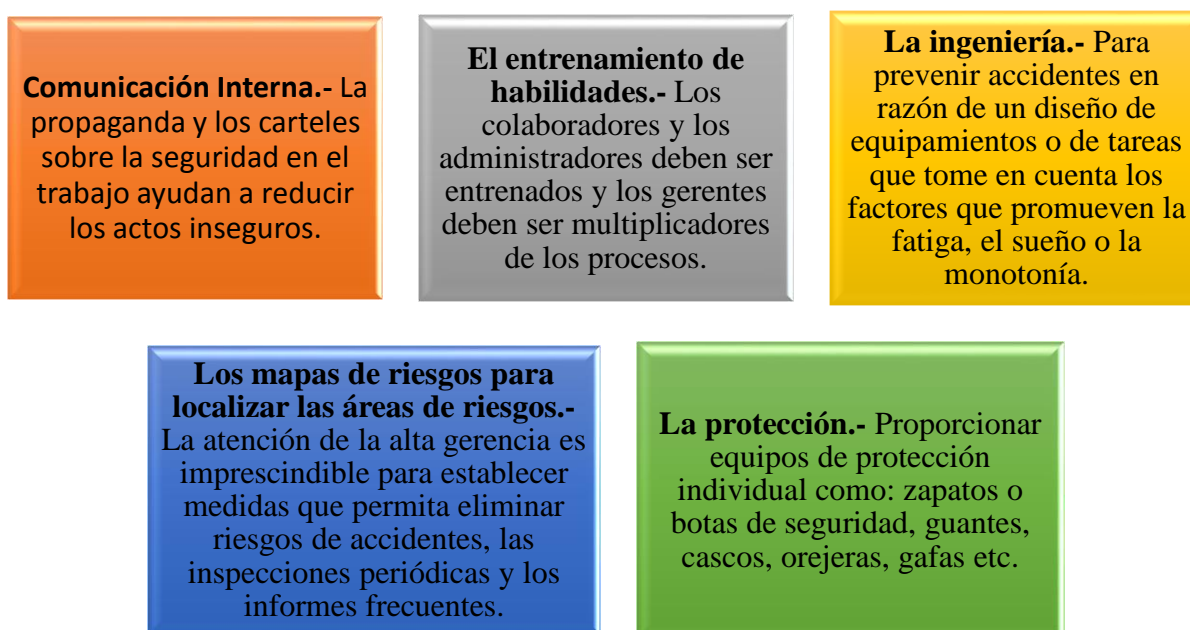 Comunicación Interna.- La
propaganda y los carteles
sobre la seguridad en el
trabajo ayudan a reducir
los actos inseguros.
El entrenamiento de
habilidades.- Los
colaboradores y los
administradores deben ser
entrenados y los gerentes
deben ser multiplicadores
de los procesos.
La ingeniería.- Para
prevenir accidentes en
razón de un diseño de
equipamientos o de tareas
que tome en cuenta los
factores que promueven la
fatiga, el sueño o la
monotonía.
Los mapas de riesgos para
localizar las áreas de riesgos.-
La atención de la alta gerencia es
imprescindible para establecer
medidas que permita eliminar
riesgos de accidentes, las
inspecciones periódicas y los
informes frecuentes.
La protección.- Proporcionar
equipos de protección
individual como: zapatos o
botas de seguridad, guantes,
cascos, orejeras, gafas etc.